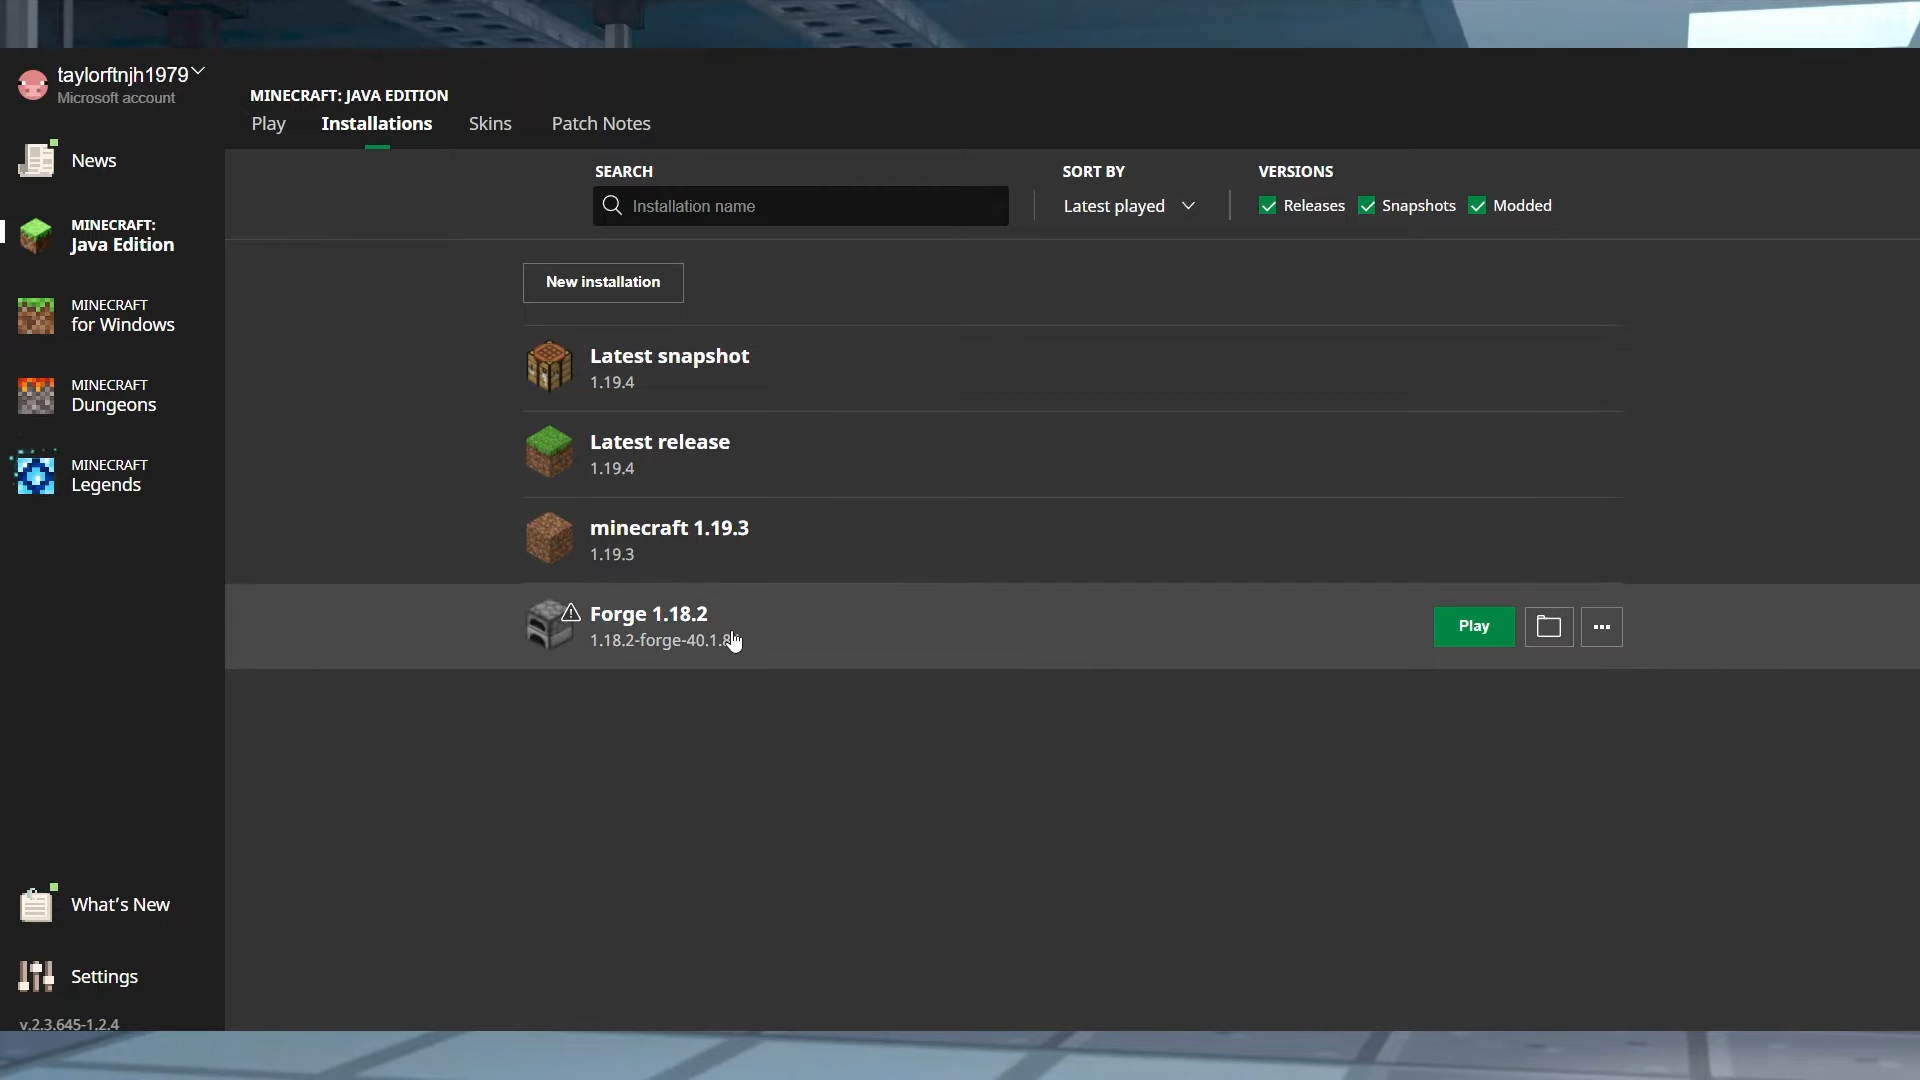 taylorftnjh1979
Microsoft account
News
MINECRAFT:
Java Edition
MINECRAFT
for Windows
MINECRAFT
Dungeons
MINECRAFT
Legends
What's New
Settings
v.2.3.645-1.2.4
MINECRAFT: JAVA EDITION
Play Installations Skins Patch Notes
SEARCH SORT BY VERSIONS
Installation name Latest played Releases Snapshots Modded
New installation
Latest snapshot
1.19.4
Latest release
1.19.4
minecraft 1.19.3
1.19.3
Forge 1.18.2
Play